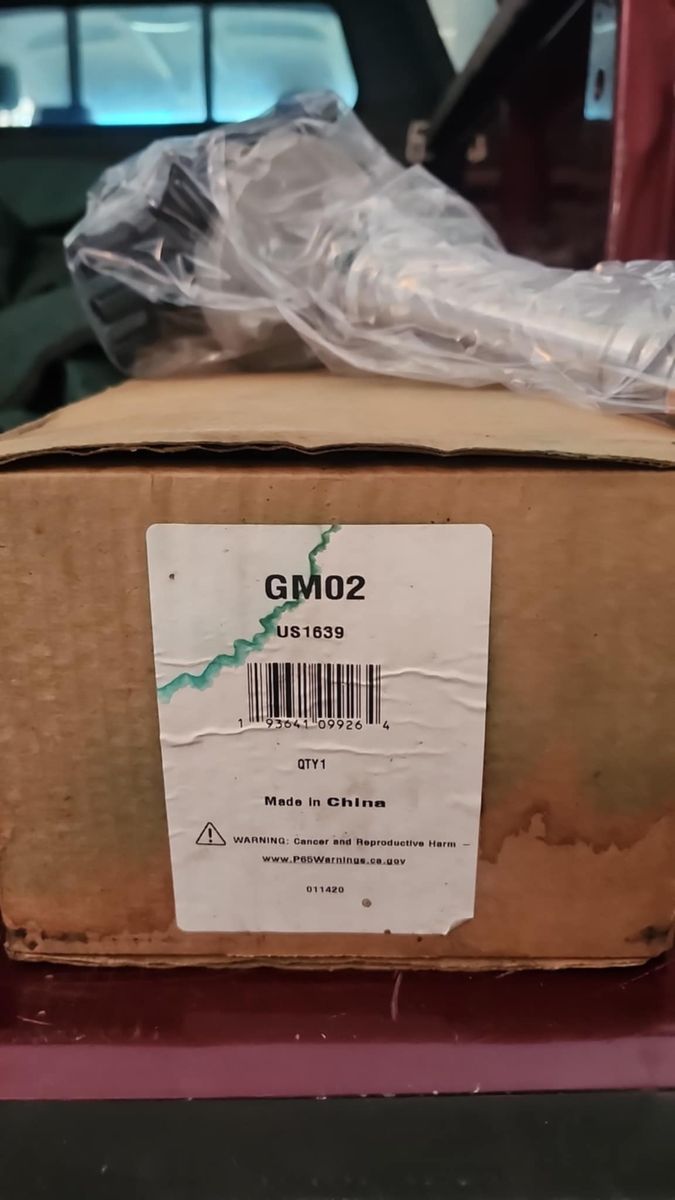 GM02
US1639
1 93641 09926 4
QTY1
Made in China
WARNING: Cancer and Reproductive Harm –
www.P65Warnings.ca.gov
011420